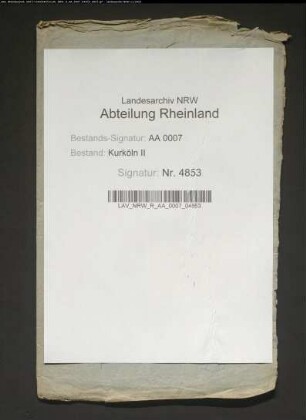 Landesarchiv NRW
Abteilung Rheinland
Bestands-Signatur: AA 0007
Bestand: Kurköln II
Signatur: Nr. 4853
LAV_NRW_R_AA_0007_04853